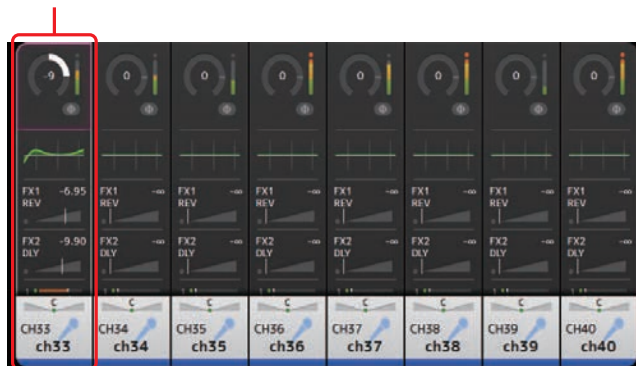 -9 0 0 0 0 0 0 0
FX1 -6.95 FX1 -∞ FX1 -∞ FX1 -∞ FX1 -∞ FX1 -∞ FX1 -∞ FX1 -∞
REV REV REV REV REV REV REV REV
FX2 -9.90 FX2 -∞ FX2 -∞ FX2 -∞ FX2 -∞ FX2 -∞ FX2 -∞ FX2 -∞
DLY DLY DLY DLY DLY DLY DLY DLY
C C C C C C C C
CH33 CH34 CH35 CH36 CH37 CH38 CH39 CH40
ch33 ch34 ch35 ch36 ch37 ch38 ch39 ch40